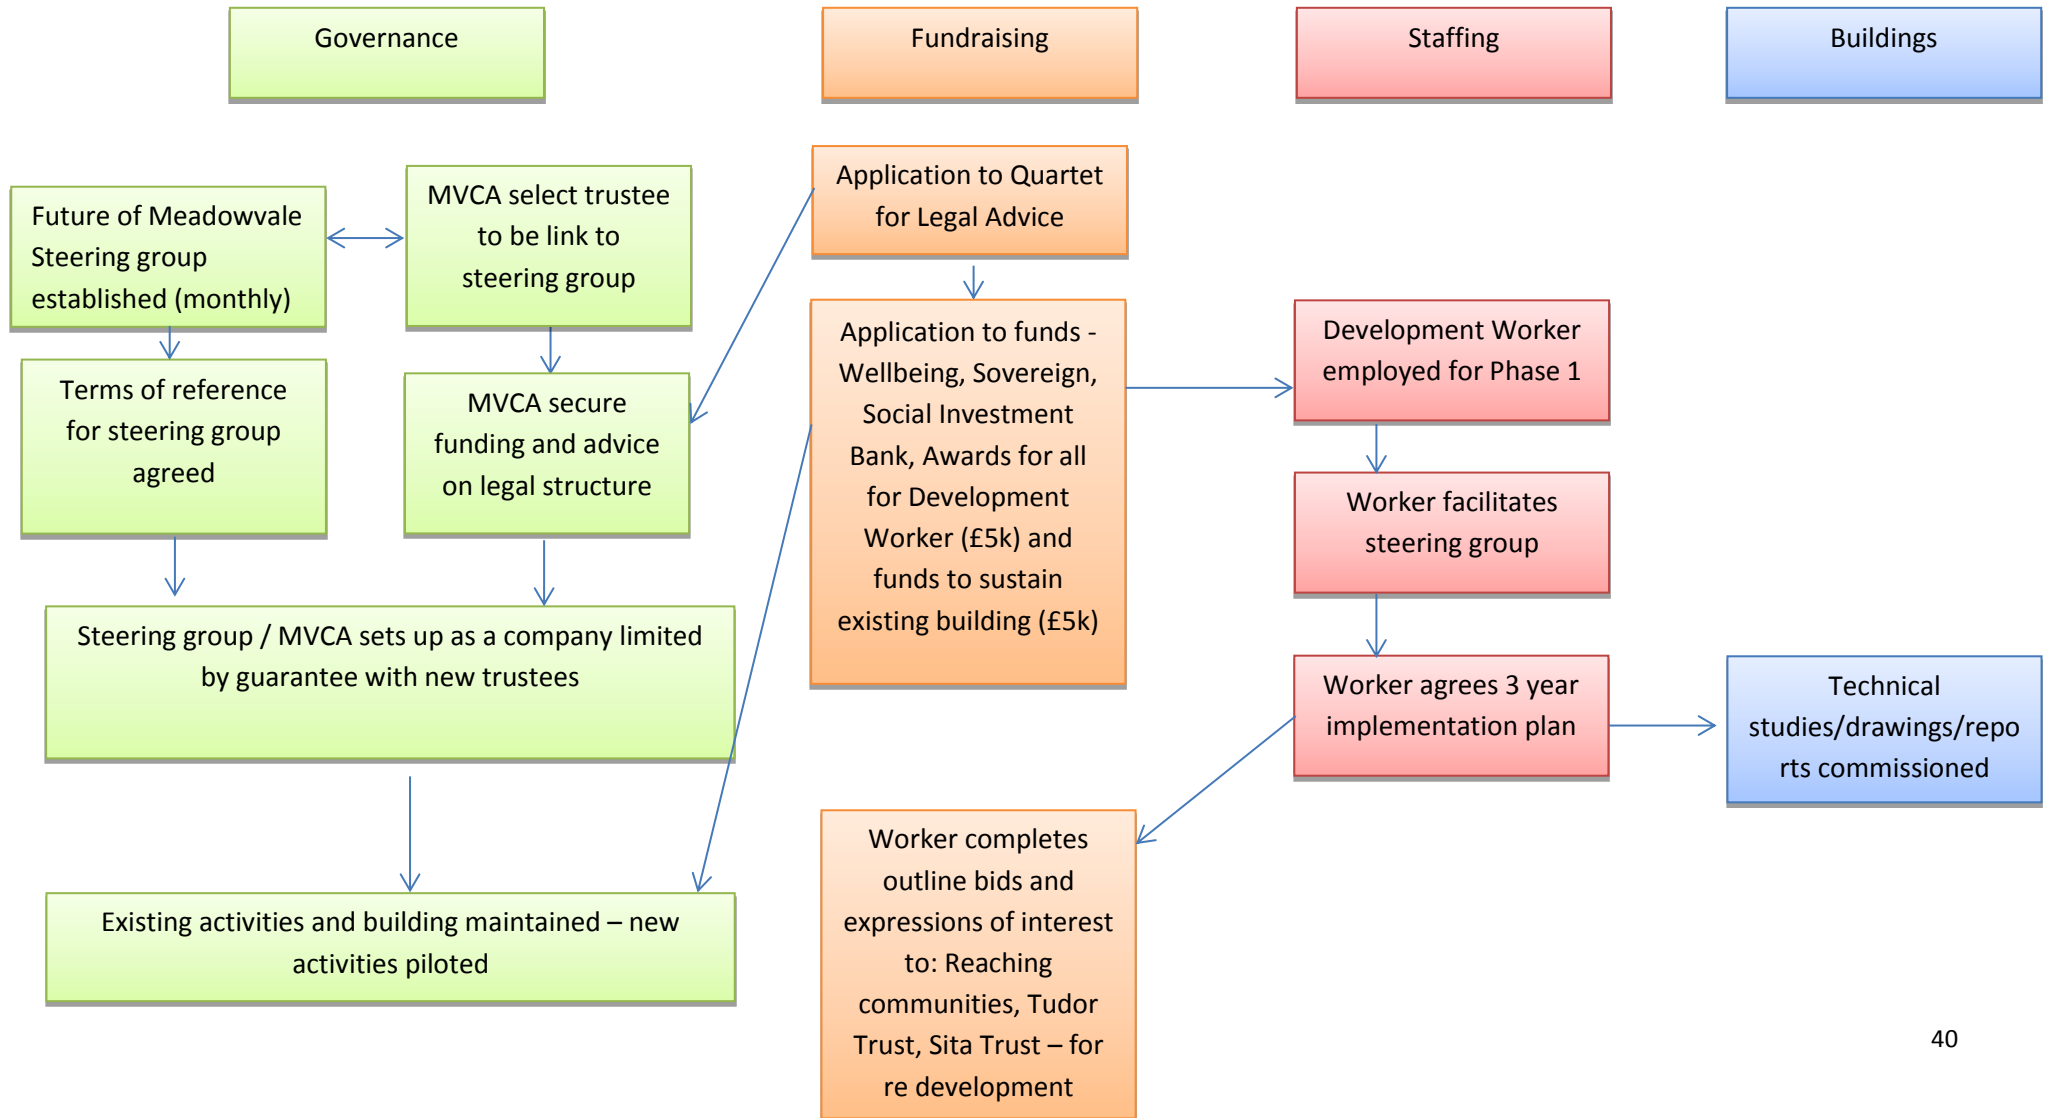 Governance
Fundraising
Staffing
Buildings
Future of Meadowvale
Steering group
established (monthly)
MVCA select trustee
to be link to
steering group
Terms of reference
for steering group
agreed
MVCA secure
funding and advice
on legal structure
Steering group / MVCA sets up as a company limited
by guarantee with new trustees
Existing activities and building maintained – new
activities piloted
Application to Quartet
for Legal Advice
Application to funds -
Wellbeing, Sovereign,
Social Investment
Bank, Awards for all
for Development
Worker (£5k) and
funds to sustain
existing building (£5k)
Worker completes
outline bids and
expressions of interest
to: Reaching
communities, Tudor
Trust, Sita Trust – for
re development
Development Worker
employed for Phase 1
Worker facilitates
steering group
Worker agrees 3 year
implementation plan
Technical
studies/drawings/repo
rts commissioned
40